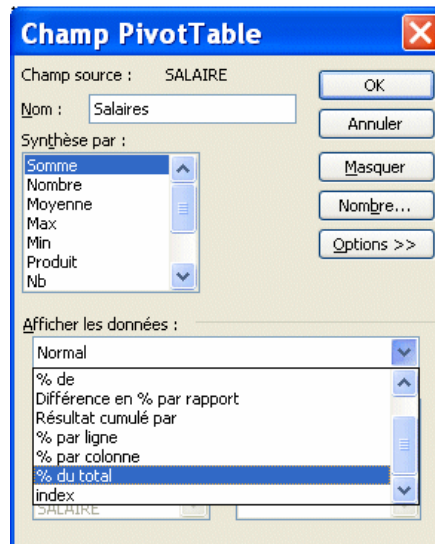 Champ PivotTable
Champ source : SALAIRE
OK
Nom : Salaires
Annuler
Synthèse par :
Somme
Masquer
Nombre
Moyenne
Nombre...
Max
Min
Options >>
Produit
Nb
Afficher les données :
Normal
% de
Différence en % par rapport
Résultat cumulé par
% par ligne
% par colonne
% du total
index
SALAIRE